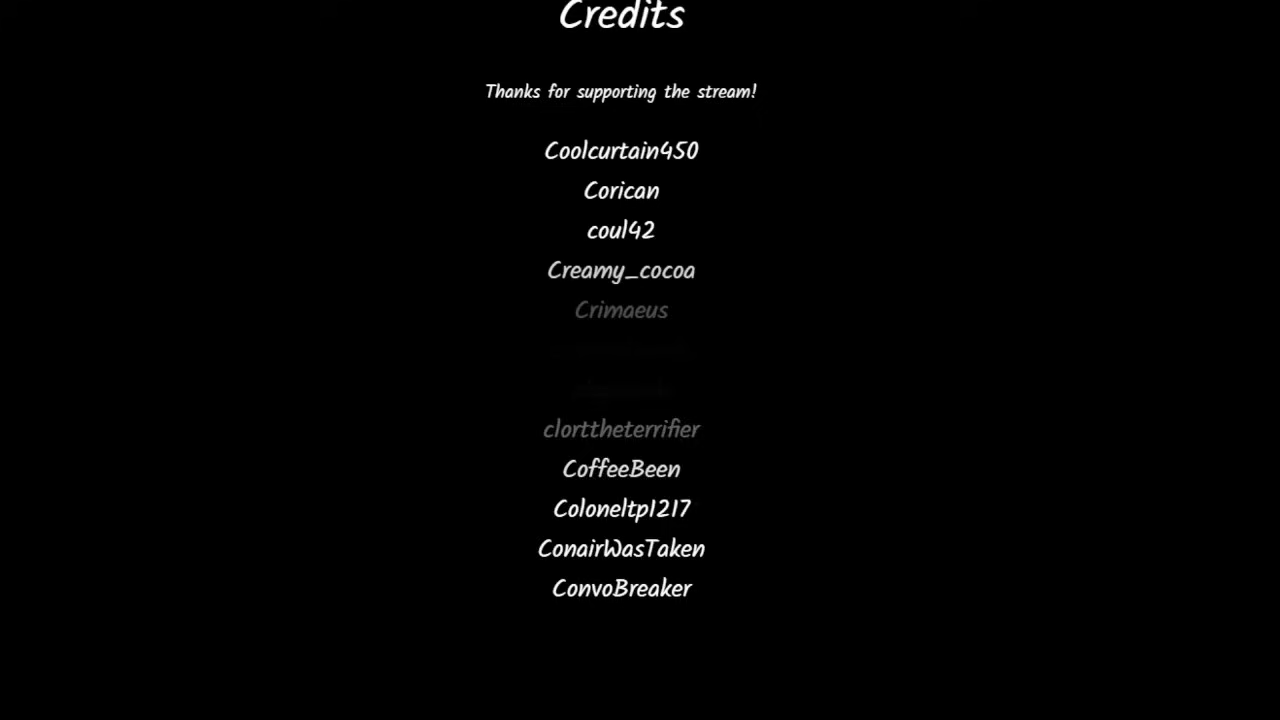 Credits
Thanks for supporting the stream!
Coolcurtain450
Corican
coul42
Creamy_cocoa
Crimaeus
clorttheterrifier
CoffeeBeen
Coloneltp1217
ConairWasTaken
ConvoBreaker